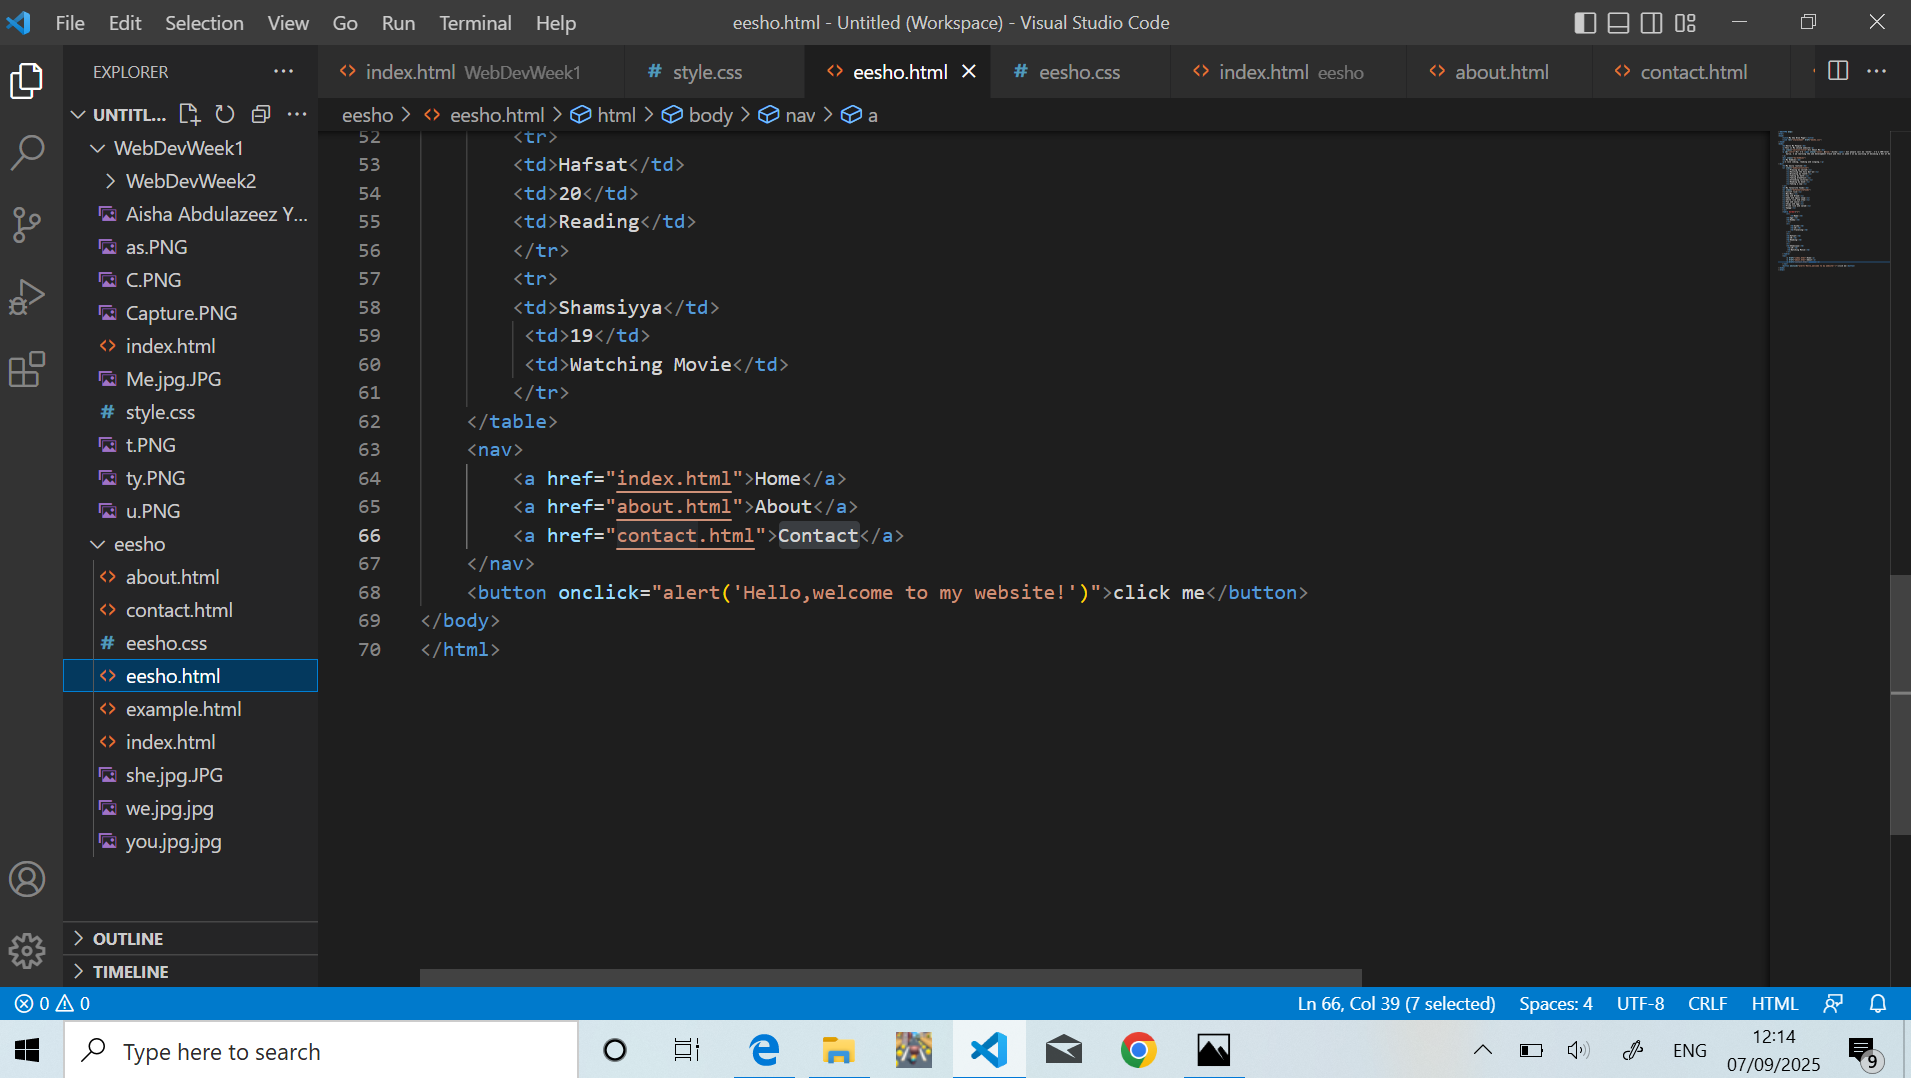 File Edit Selection View Go Run Terminal Help eesho.html - Untitled (Workspace) - Visual Studio Code
EXPLORER
index.html WebDevWeek1 style.css eesho.html eesho.css index.html eesho about.html contact.html
UNTITL...
eesho > eesho.html > html > body > nav > a
WebDevWeek1
WebDevWeek2
Aisha Abdulazeez Y...
as.PNG
C.PNG
Capture.PNG
index.html
Me.jpg.JPG
style.css
t.PNG
ty.PNG
u.PNG
eesho
about.html
contact.html
eesho.css
eesho.html
example.html
index.html
she.jpg.JPG
we.jpg.jpg
you.jpg.jpg
OUTLINE
TIMELINE
52 <tr>
53 <td>Hafsat</td>
54 <td>20</td>
55 <td>Reading</td>
56 </tr>
57 <tr>
58 <td>Shamsiyya</td>
59 <td>19</td>
60 <td>Watching Movie</td>
61 </tr>
62 </table>
63 <nav>
64 <a href="index.html">Home</a>
65 <a href="about.html">About</a>
66 <a href="contact.html">Contact</a>
67 </nav>
68 <button onclick="alert('Hello,welcome to my website!')">click me</button>
69 </body>
70 </html>
0 0 Ln 66, Col 39 (7 selected) Spaces: 4 UTF-8 CRLF HTML
Type here to search
ENG
12:14
07/09/2025
9